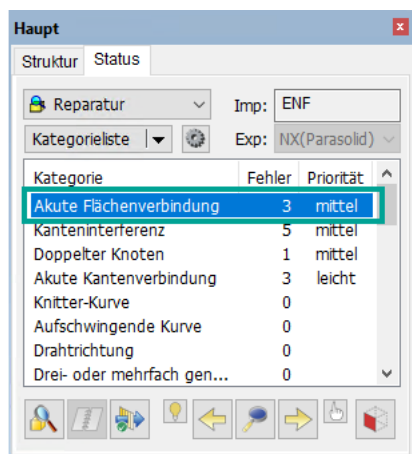 Haupt
Struktur Status
Reparatur Imp: ENF
Kategorieliste Exp: NX(Parasolid)
Kategorie Fehler Priorität
Akute Flächenverbindung 3 mittel
Kanteninterferenz 5 mittel
Doppelter Knoten 1 mittel
Akute Kantenverbindung 3 leicht
Knitter-Kurve 0
Aufschwingende Kurve 0
Drahtrichtung 0
Drei- oder mehrfach gen... 0